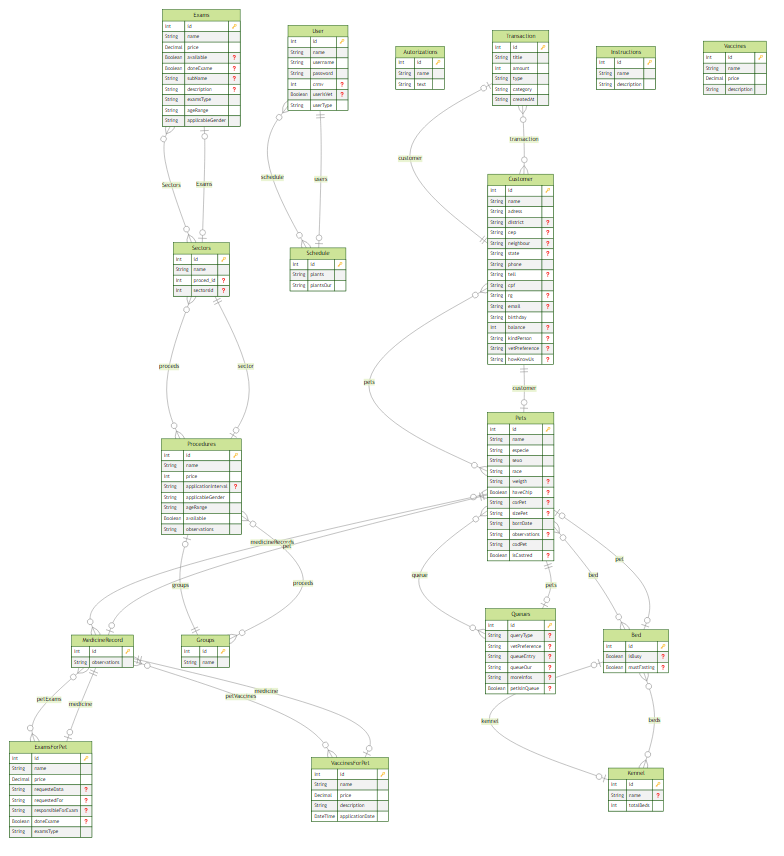 Exams
Int id
String name
Decimal price
Boolean available ?
Boolean doneExame ?
String subName ?
String description ?
String examsType
String ageRange
String applicableGender
User
Int id
String name
String username
String password
Int crmv ?
Boolean userIsVet ?
String userType
Autorizations
Int id
String name
String text
Transaction
Int id
String title
Int amount
String type
String category
String createdAt
Instructions
Int id
String name
String description
Vaccines
Int id
String name
Decimal price
String description
transaction
customer
Sectors
Exams
schedule
users
Customer
Int id
String name
String adress
String district ?
String cep ?
String neighbour ?
String state ?
String phone
String tell ?
String cpf
String rg ?
String email ?
String birthday
Int balance ?
String kindPerson ?
String vetPreference ?
String howKnowUs ?
Sectors
Int id
String name
Int proced_id ?
Int sectorsId ?
Schedule
Int id
String plants
String plantsDur
proceds
sector
pets
customer
Pets
Int id
String name
String especie
String sexo
String race
String weigth ?
Boolean haveChip ?
String corPet ?
String sizePet ?
String bornDate
String observations ?
String codPet
Boolean isCastred ?
Procedures
Int id
String name
Int price
String applicationInterval ?
String applicableGender
String ageRange
Boolean available
String observations
medicineRecords
pet
groups
proceds
queue
pets
bed
pet
MedicineRecord
Int id
String observations
Groups
Int id
String name
Queues
Int id
String queryType ?
String vetPreference ?
String queueEntry ?
String queueOur ?
String moreInfos ?
Boolean petIsInQueue ?
Bed
Int id
Boolean isBusy ?
Boolean mustFasting ?
petExams
medicine
petVaccines
medicine
kennel
beds
ExamsForPet
Int id
String name
Decimal price
String requesteData ?
String requestedFor ?
String responsibleForExam ?
Boolean doneExame ?
String examsType
VaccinesForPet
Int id
String name
Decimal price
String description
DateTime applicationDate
Kennel
Int id
String name ?
Int totalBeds